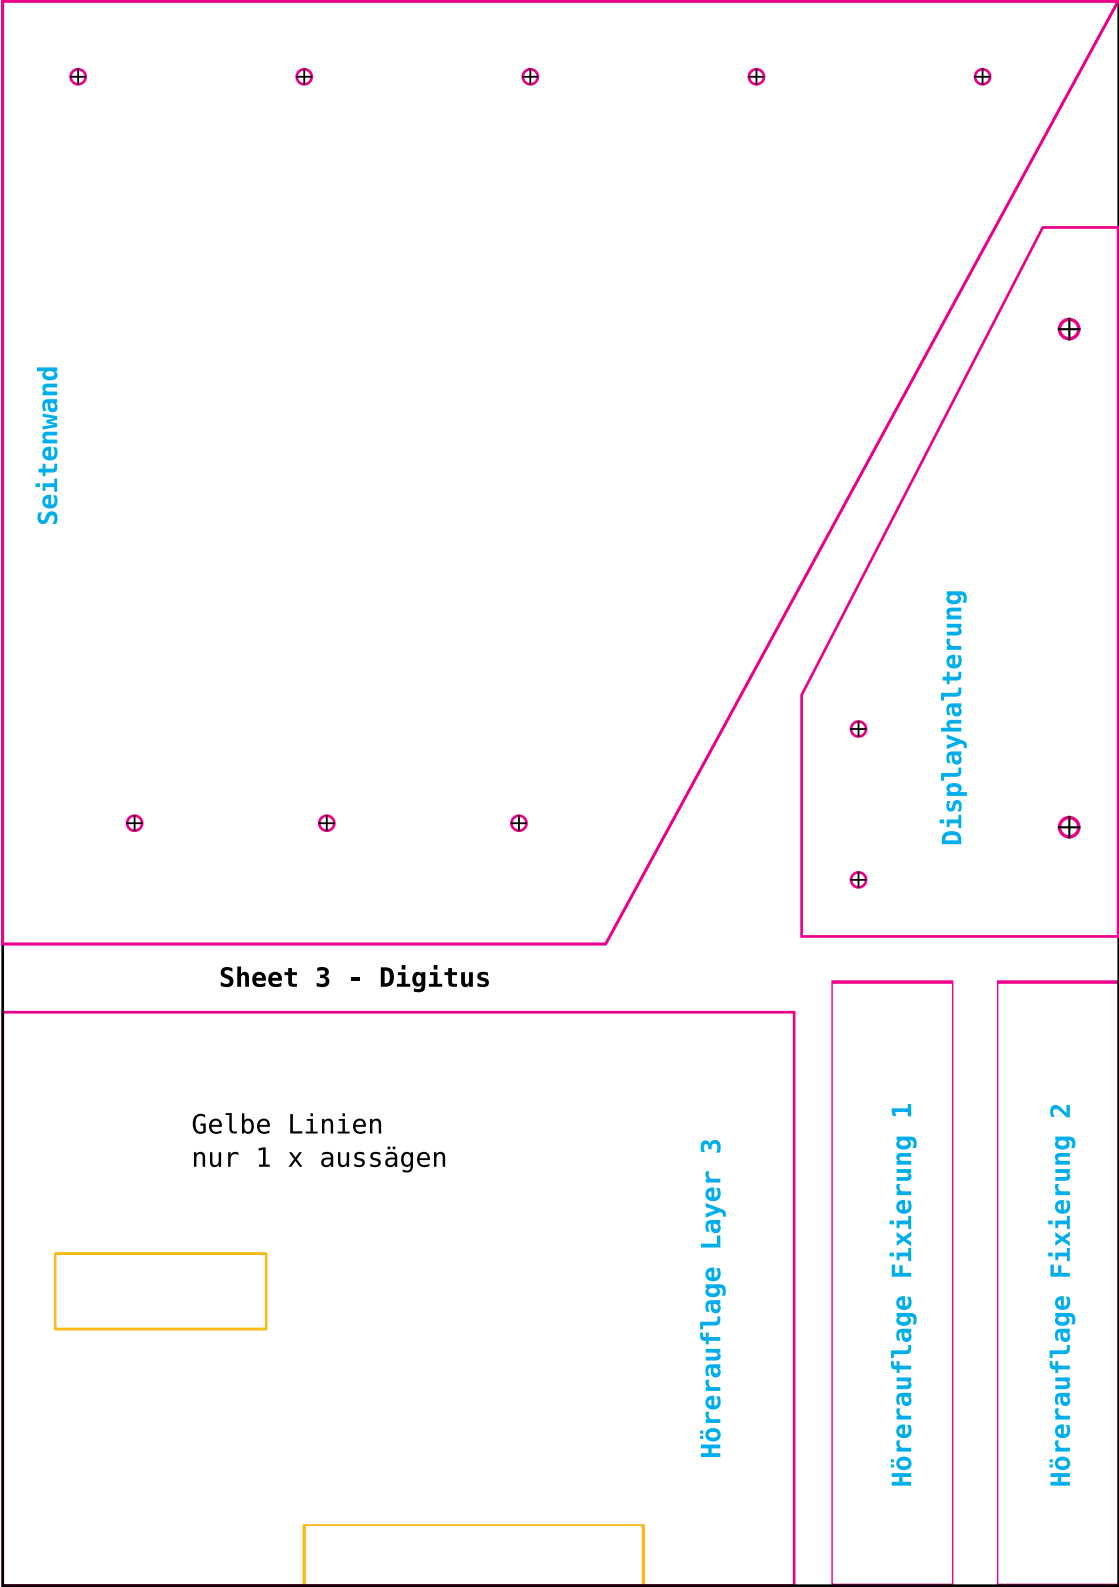 Seitenwand
Displayhalterung
Sheet 3 - Digitus
Gelbe Linien
nur 1 x aussägen
Hörerauflage Layer 3
Hörerauflage Fixierung 1
Hörerauflage Fixierung 2